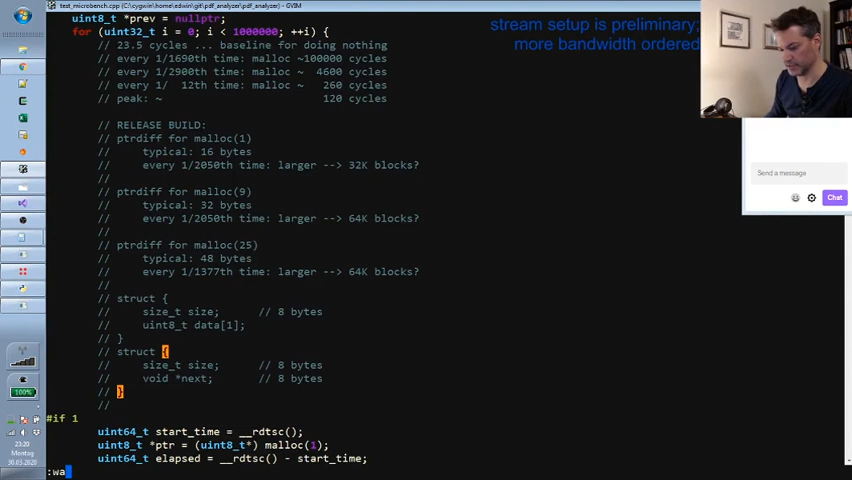 test_microbench.cpp (C:\cygwin\home\edwin\git\pdf_analyzer\pdf_analyzer) - GVIM
stream setup is preliminary;
more bandwidth ordered
uint8_t *prev = nullptr;
for (uint32_t i = 0; i < 1000000; ++i) {
// 23.5 cycles ... baseline for doing nothing
// every 1/1690th time: malloc ~100000 cycles
// every 1/2900th time: malloc ~ 4600 cycles
// every 1/ 12th time: malloc ~ 260 cycles
// peak: ~ 120 cycles
// RELEASE BUILD:
// ptrdiff for malloc(1)
// typical: 16 bytes
// every 1/2050th time: larger --> 32K blocks?
//
// ptrdiff for malloc(9)
// typical: 32 bytes
// every 1/2050th time: larger --> 64K blocks?
//
// ptrdiff for malloc(25)
// typical: 48 bytes
// every 1/1377th time: larger --> 64K blocks?
//
// struct {
// size_t size; // 8 bytes
// uint8_t data[1];
// }
// struct {
// size_t size; // 8 bytes
// void *next; // 8 bytes
// }
//
#if 1
uint64_t start_time = __rdtsc();
uint8_t *ptr = (uint8_t*) malloc(1);
uint64_t elapsed = __rdtsc() - start_time;
:wa
Send a message
Chat
100%
23:20
Montag
30.03.2020